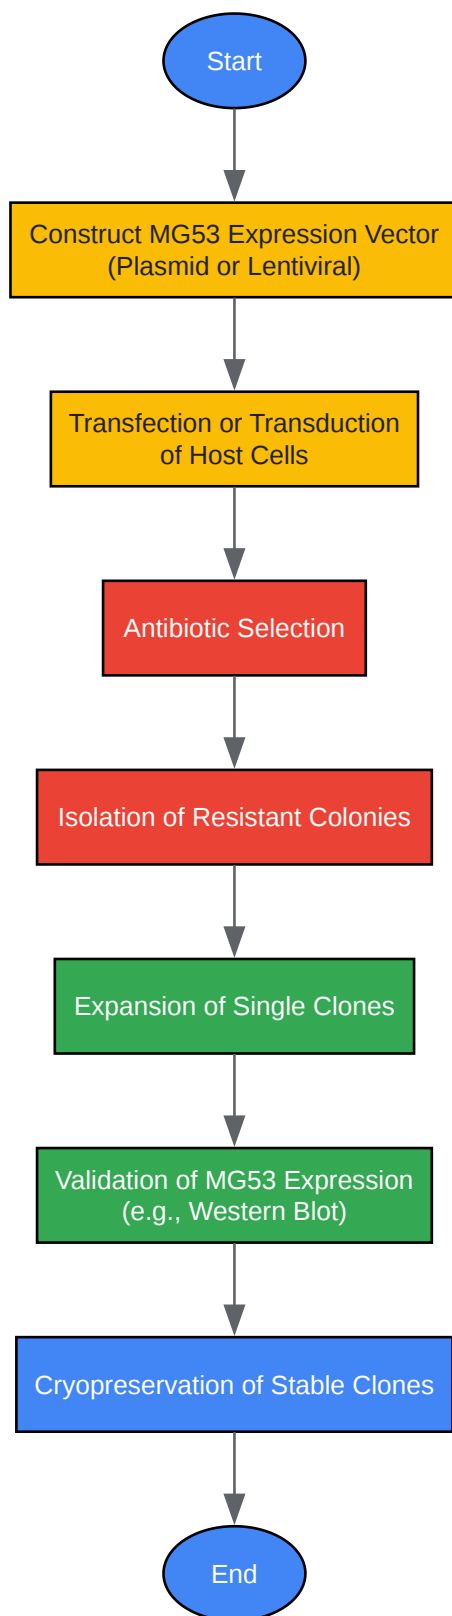 Start
Construct MG53 Expression Vector
(Plasmid or Lentiviral)
Transfection or Transduction
of Host Cells
Antibiotic Selection
Isolation of Resistant Colonies
Expansion of Single Clones
Validation of MG53 Expression
(e.g., Western Blot)
Cryopreservation of Stable Clones
End